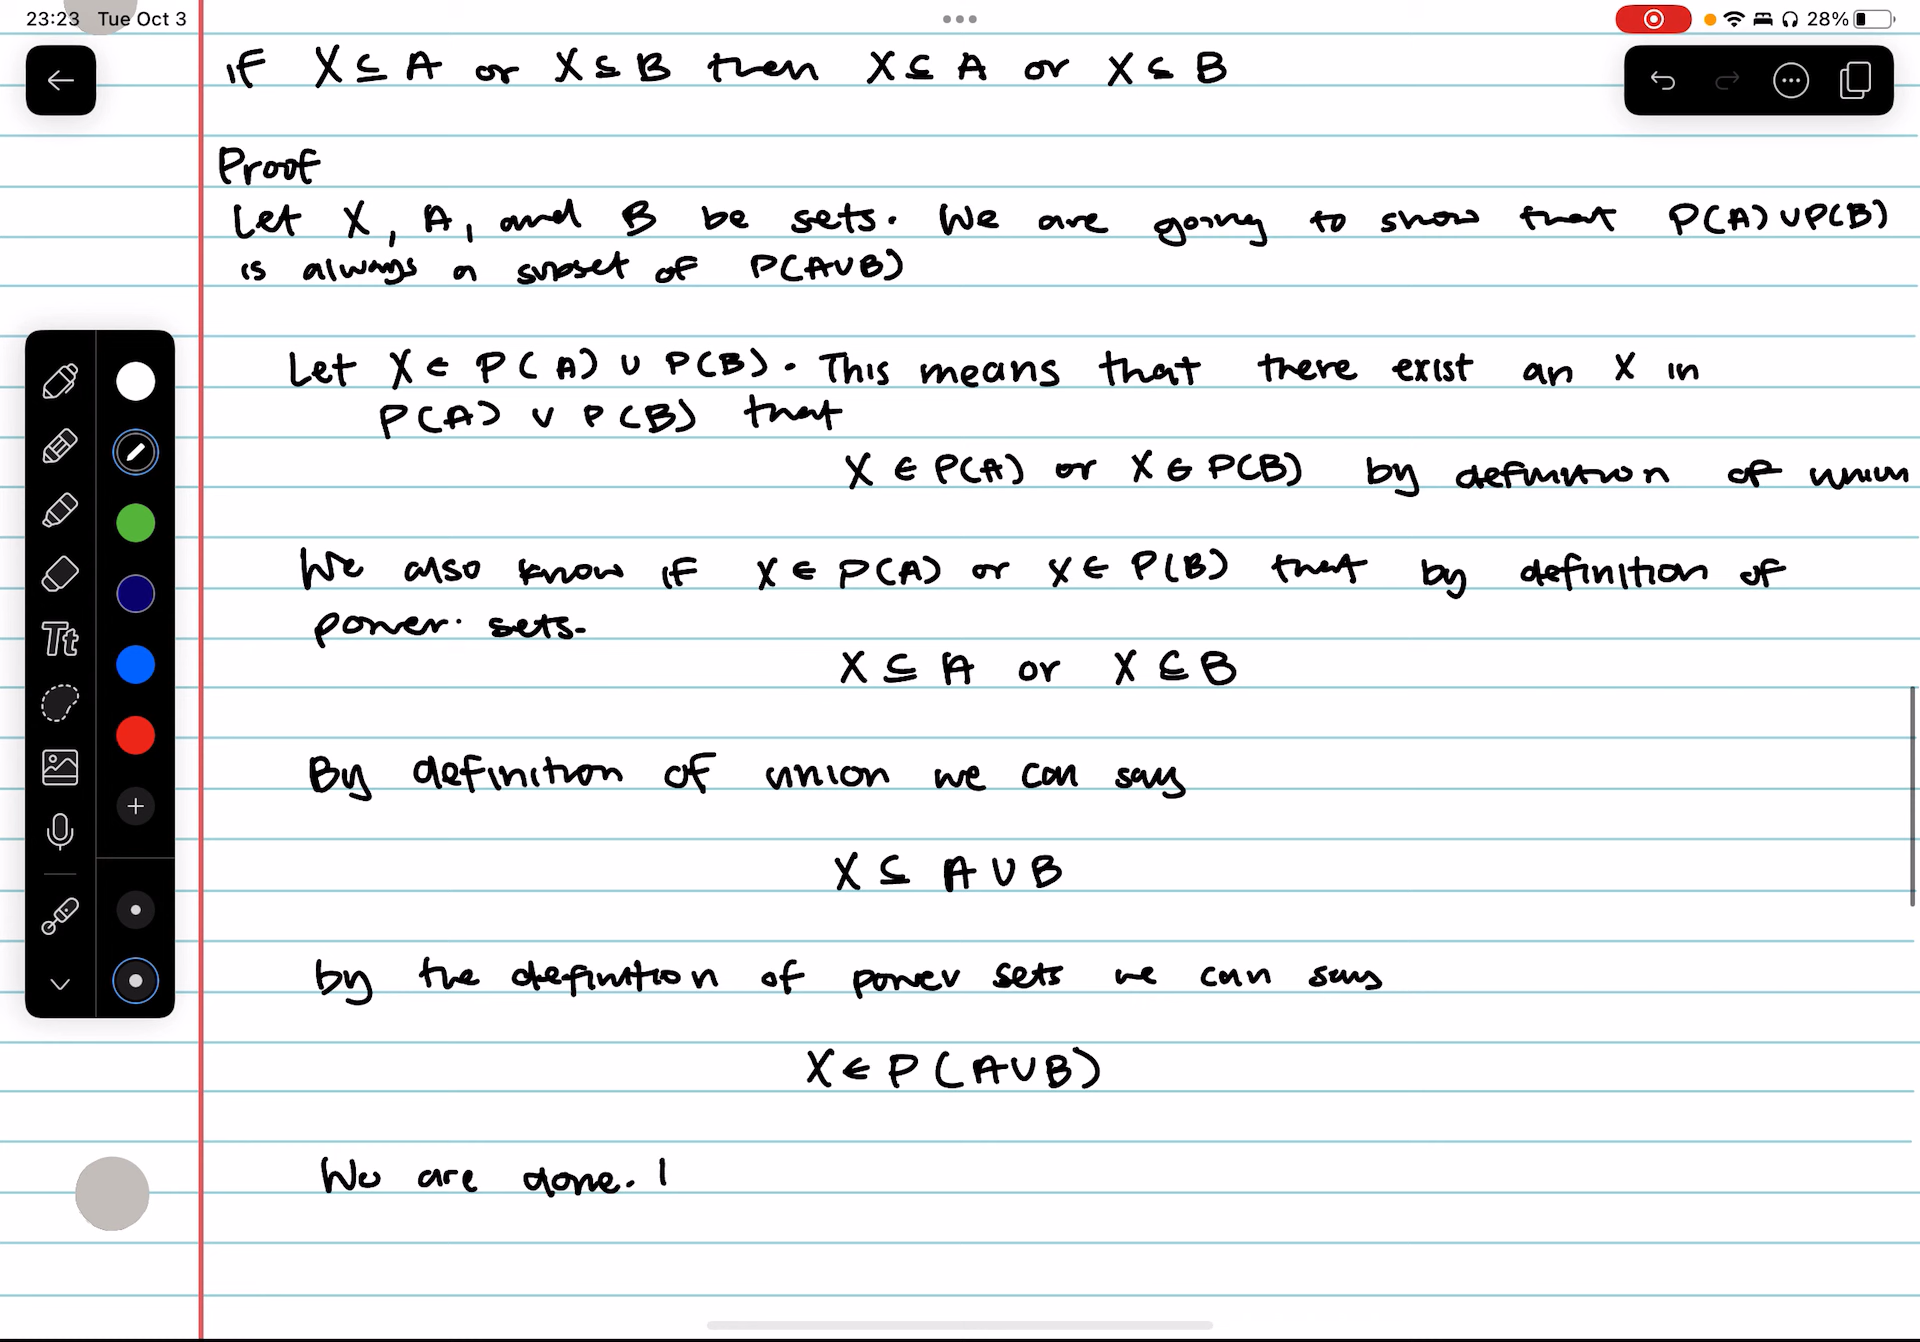 23:23 Tue Oct 3
28%
if X ⊆ A or X ⊆ B then X ⊆ A or X ⊆ B
Proof
Let X, A, and B be sets. We are going to show that P(A) ∪ P(B)
is always a subset of P(A∪B)
Let X ∈ P(A) ∪ P(B). This means that there exist an X in
P(A) ∪ P(B) that
X ∈ P(A) or X ∈ P(B) by definition of union
We also know if X ∈ P(A) or X ∈ P(B) that by definition of
power sets.
X ⊆ A or X ⊆ B
By definition of union we can say
X ⊆ A ∪ B
by the definition of power sets we can say
X ∈ P(A∪B)
We are done. |
Tt